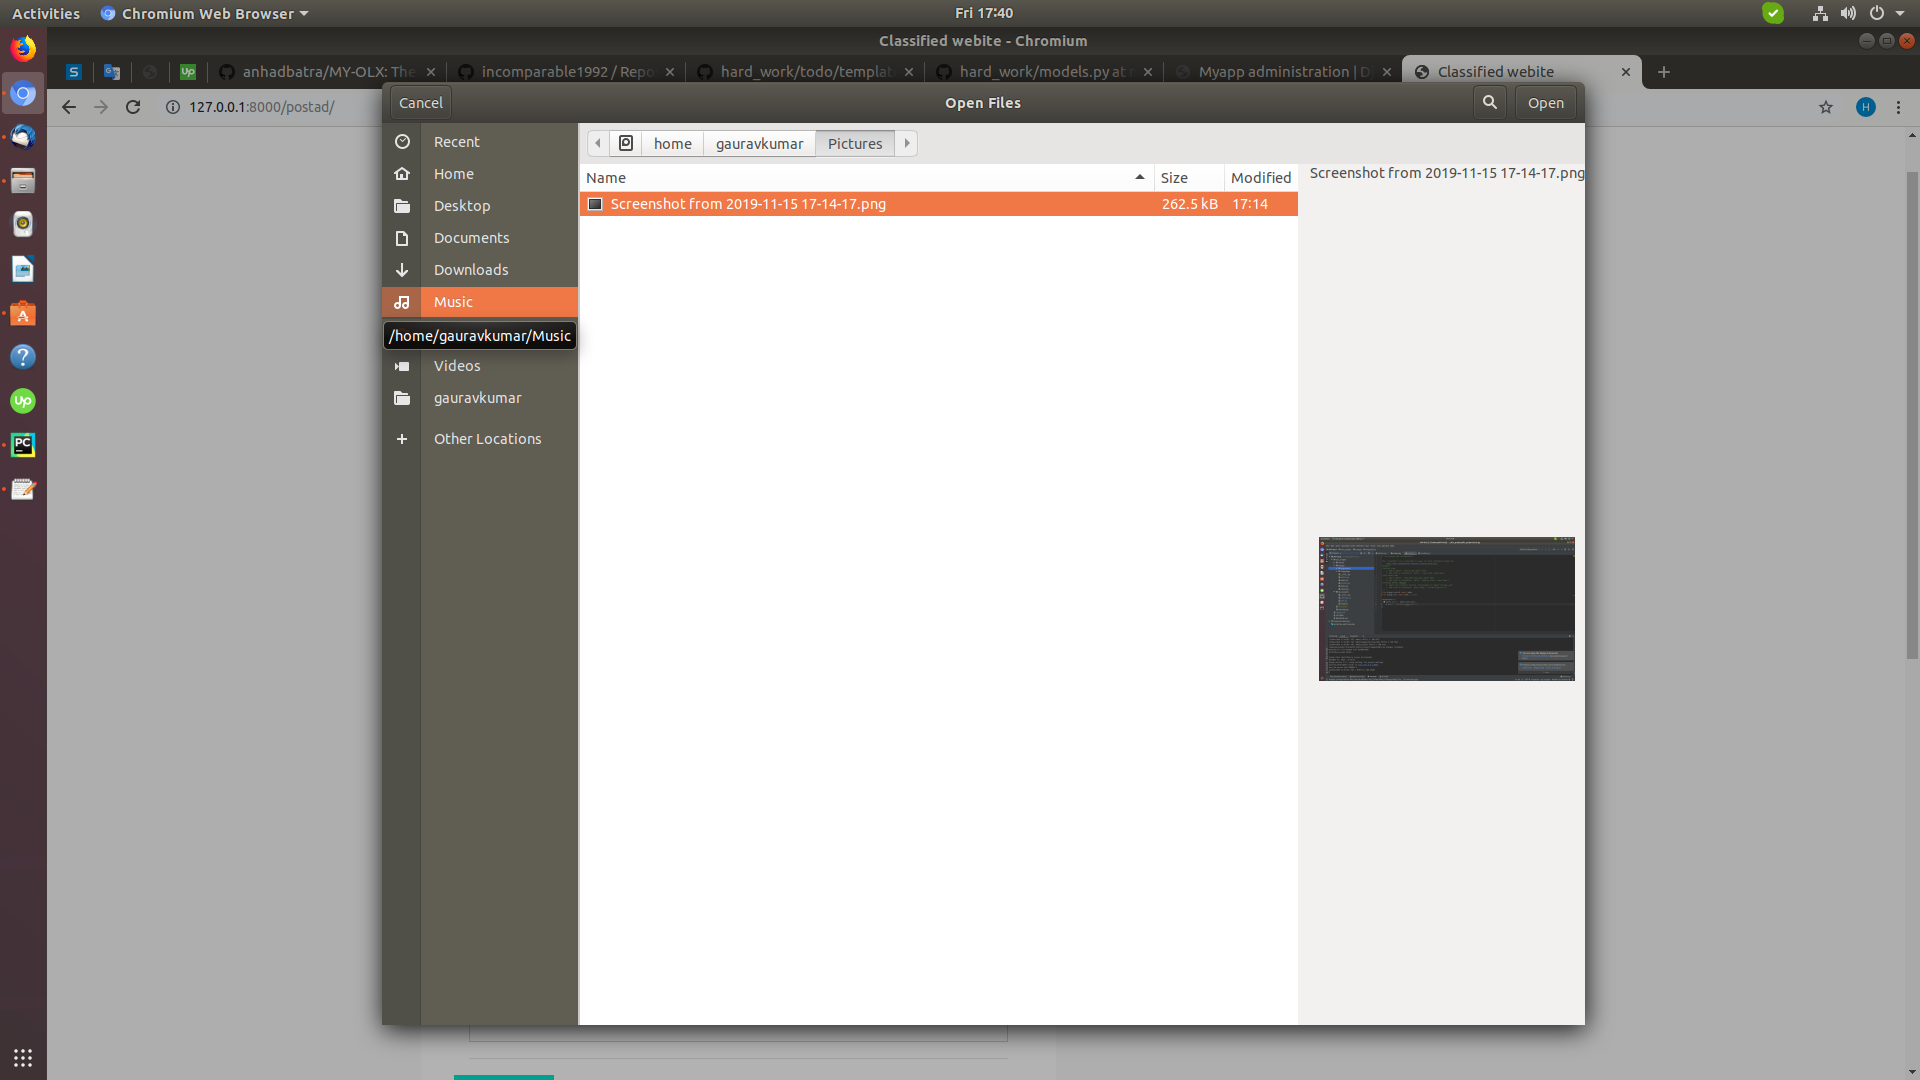 Activities Chromium Web Browser Fri 17:40
Classified webite - Chromium
S up anhadbatra/MY-OLX: The incomparable1992 / Repo hard_work/todo/templat hard_work/models.py at m Myapp administration | D Classified webite
127.0.0.1:8000/postad/ H
Cancel Open Files Open
Recent
Home
Desktop
Documents
Downloads
Music
/home/gauravkumar/Music
Videos
gauravkumar
Other Locations
home gauravkumar Pictures
Name Size Modified
Screenshot from 2019-11-15 17-14-17.png 262.5 kB 17:14
Screenshot from 2019-11-15 17-14-17.png
A
?
up
PC